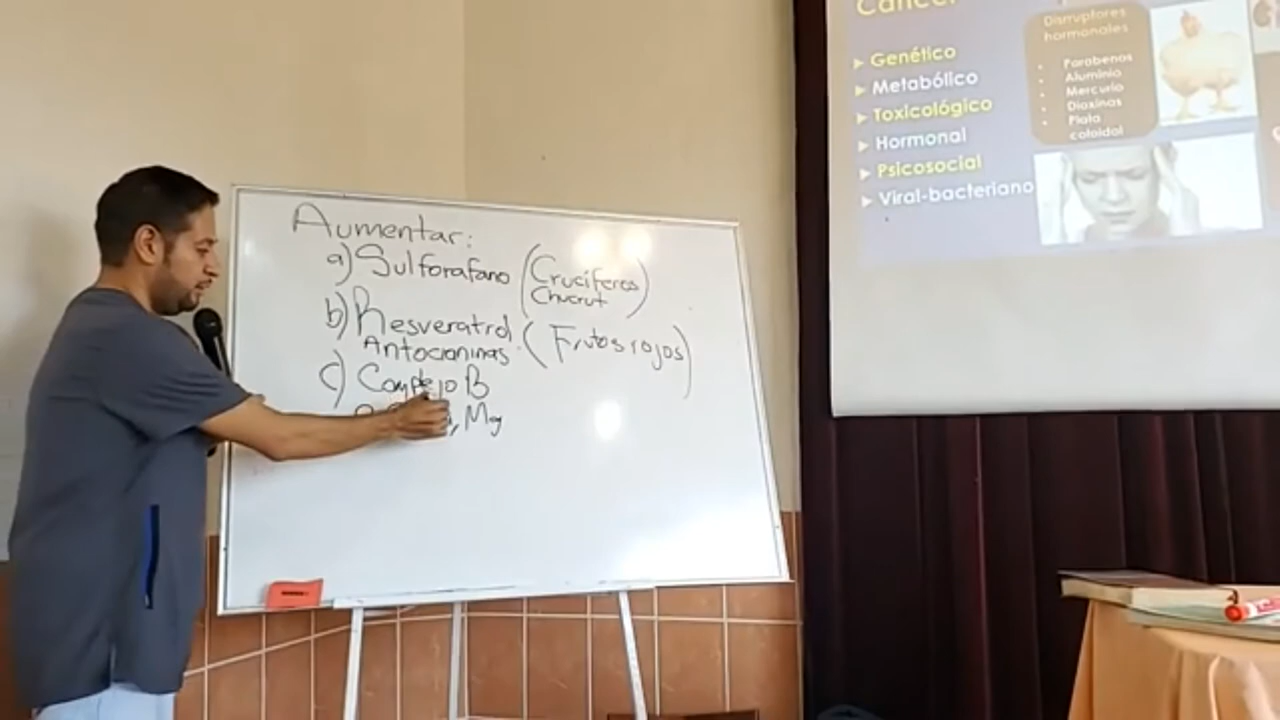 Aumentar:
a) Sulforafano (Crucíferos
Chucrut)
b) Resveratrol
Antocianinas. (Frutos rojos)
c) Complejo B
, Mg
Cáncer
Genético
Metabólico
Toxicológico
Hormonal
Psicosocial
Viral-bacteriano
Disruptores
hormonales
Parabenos
Aluminio
Mercurio
Dioxinas
Plata
coloidal